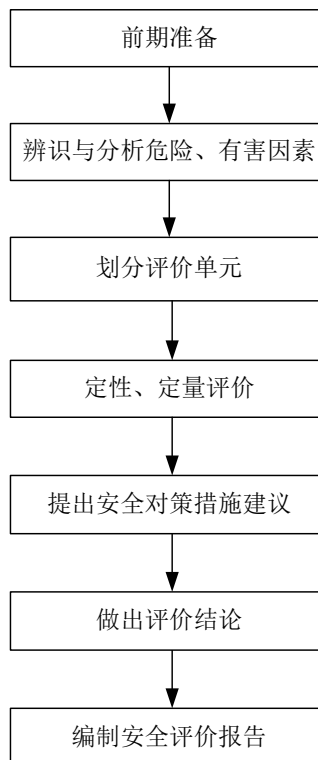 前期准备
辨识与分析危险、有害因素
划分评价单元
定性、定量评价
提出安全对策措施建议
做出评价结论
编制安全评价报告